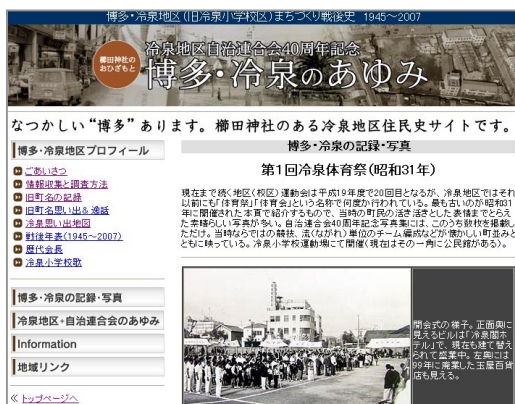 博多・冷泉地区(旧冷泉小学校区)まちづくり戦後史 1945～2007
櫛田神社の
おひざもと
冷泉地区自治連合会40周年記念
博多・冷泉のあゆみ
なつかしい“博多”あります。櫛田神社のある冷泉地区住民史サイトです。
博多・冷泉地区プロフィール
ごあいさつ
情報収集と調査方法
旧町名の記録
旧町名思い出& 逸話
冷泉思い出地図
戦後年表(1945～2007)
歴代会長
冷泉小学校歌
博多・冷泉の記録・写真
冷泉地区+自治連合会のあゆみ
Information
地域リンク
≪ トップページへ
博多・冷泉の記録・写真
第1回冷泉体育祭(昭和31年)
現在まで続く地区(校区)運動会は平成19年度で20回目となるが、冷泉地区ではそれ
以前にも「体育祭」「体育会」という名称で何度か行われている。最も古いのが昭和31
年に開催された本頁で紹介するもので、当時の町民の活き活きとした表情までとらえ
た素晴らしい写真が多い。自治連合会40周年記念写真集には、このうち数枚を掲載し
ただけ。当時ならではの競技、流(ながれ)単位のチーム編成などが懐かしい町並みと
ともに映っている。冷泉小学校運動場にて開催(現在はその一角に公民館がある)。
開会式の様子。正面奥に
見えるビルは「冷泉閣ホ
テル」で、現在も建て替え
られて盛業中。左奥には
99年に廃業した玉屋百貨
店も見える。